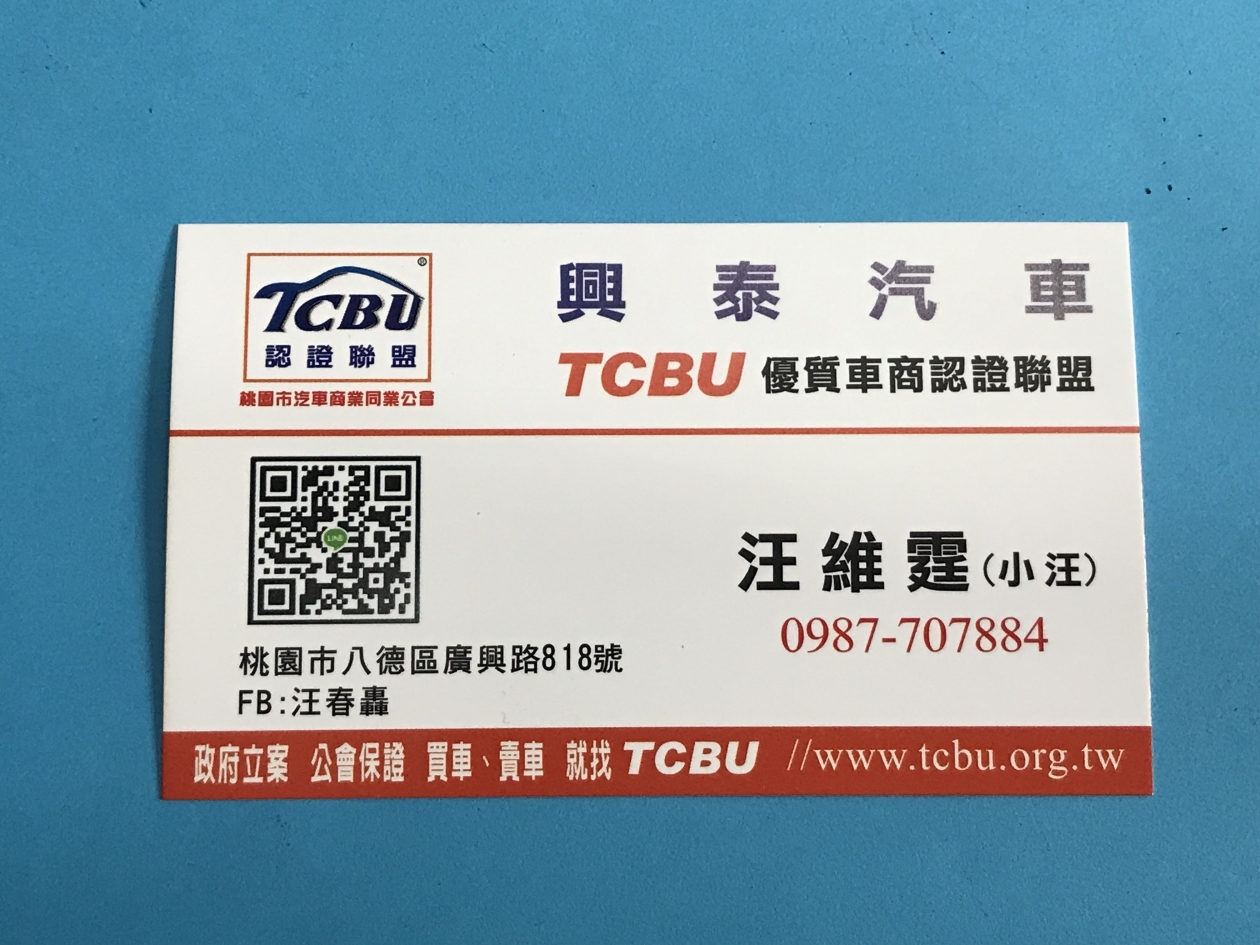 TCBU®
認證聯盟
桃園市汽車商業同業公會
興泰汽車
TCBU 優質車商認證聯盟
LINE
汪維霆(小汪)
0987-707884
桃園市八德區廣興路818號
FB:汪春轟
政府立案 公會保證 買車、賣車 就找 TCBU //www.tcbu.org.tw